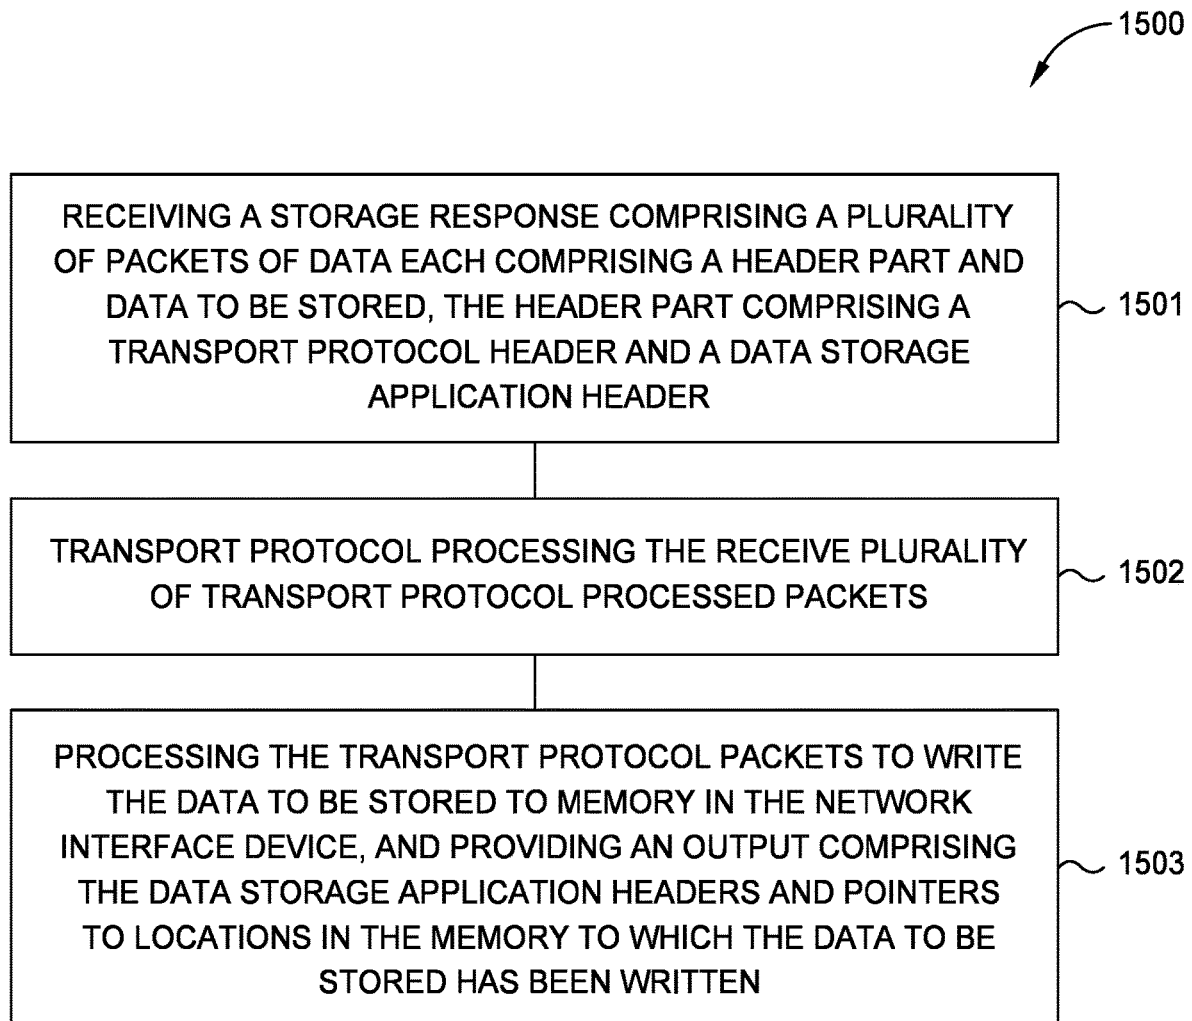 1500
RECEIVING A STORAGE RESPONSE COMPRISING A PLURALITY
OF PACKETS OF DATA EACH COMPRISING A HEADER PART AND
DATA TO BE STORED, THE HEADER PART COMPRISING A
TRANSPORT PROTOCOL HEADER AND A DATA STORAGE
APPLICATION HEADER
1501
TRANSPORT PROTOCOL PROCESSING THE RECEIVE PLURALITY
OF TRANSPORT PROTOCOL PROCESSED PACKETS
1502
PROCESSING THE TRANSPORT PROTOCOL PACKETS TO WRITE
THE DATA TO BE STORED TO MEMORY IN THE NETWORK
INTERFACE DEVICE, AND PROVIDING AN OUTPUT COMPRISING
THE DATA STORAGE APPLICATION HEADERS AND POINTERS
TO LOCATIONS IN THE MEMORY TO WHICH THE DATA TO BE
STORED HAS BEEN WRITTEN
1503